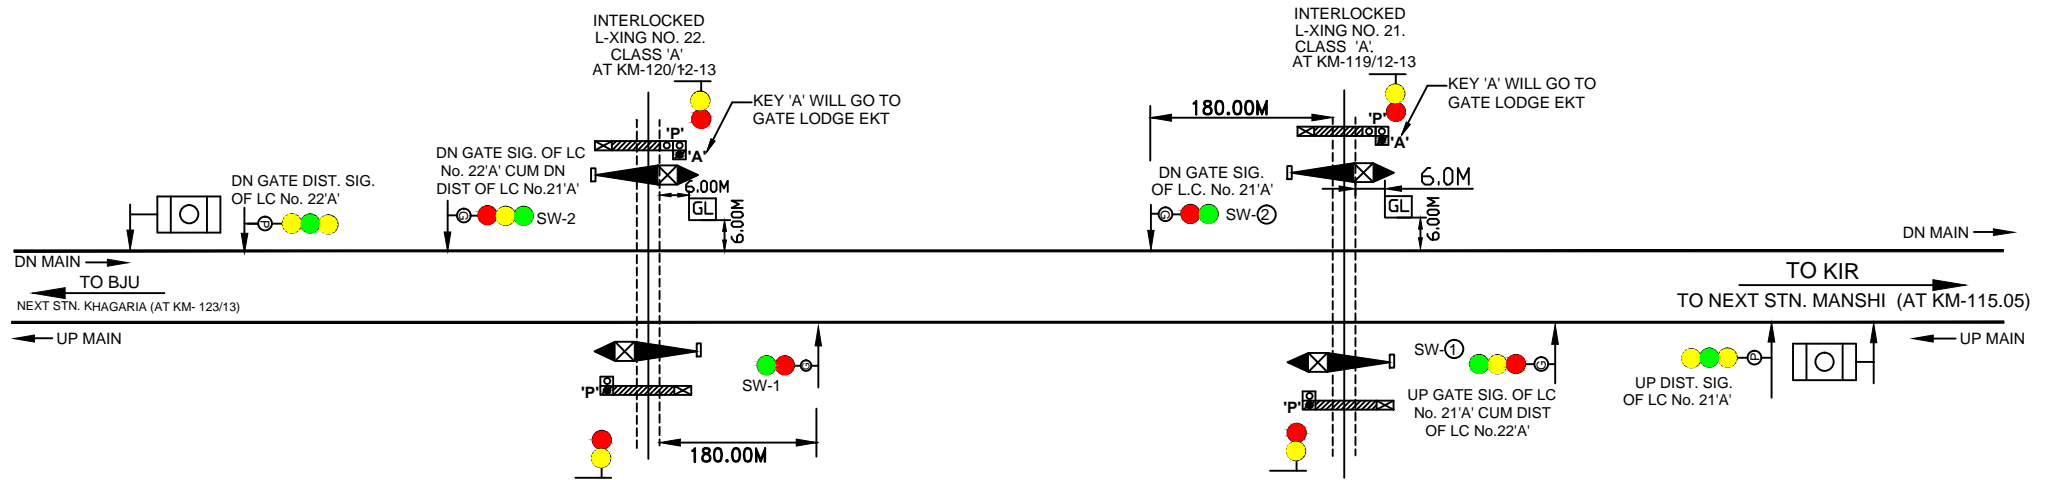 INTERLOCKED
L-XING NO. 22.
CLASS 'A'
AT KM-120/12-13
KEY 'A' WILL GO TO
GATE LODGE EKT
'P'
'A'
DN GATE SIG. OF LC
No. 22'A' CUM DN
DIST OF LC No.21'A'
DN GATE DIST. SIG.
OF LC No. 22'A'
P
G
SW-2
6.00M
GL
6.00M
INTERLOCKED
L-XING NO. 21.
CLASS 'A'.
AT KM-119/12-13
KEY 'A' WILL GO TO
GATE LODGE EKT
180.00M
'P'
'A'
DN GATE SIG.
OF L.C. No. 21'A'
G
SW-2
6.0M
GL
6.00M
DN MAIN
DN MAIN
TO BJU
NEXT STN. KHAGARIA (AT KM- 123/13)
TO KIR
TO NEXT STN. MANSHI (AT KM-115.05)
UP MAIN
UP MAIN
G
SW-1
'P'
180.00M
SW-1
G
UP GATE SIG. OF LC
No. 21'A' CUM DIST
OF LC No.22'A'
'P'
P
UP DIST. SIG.
OF LC No. 21'A'